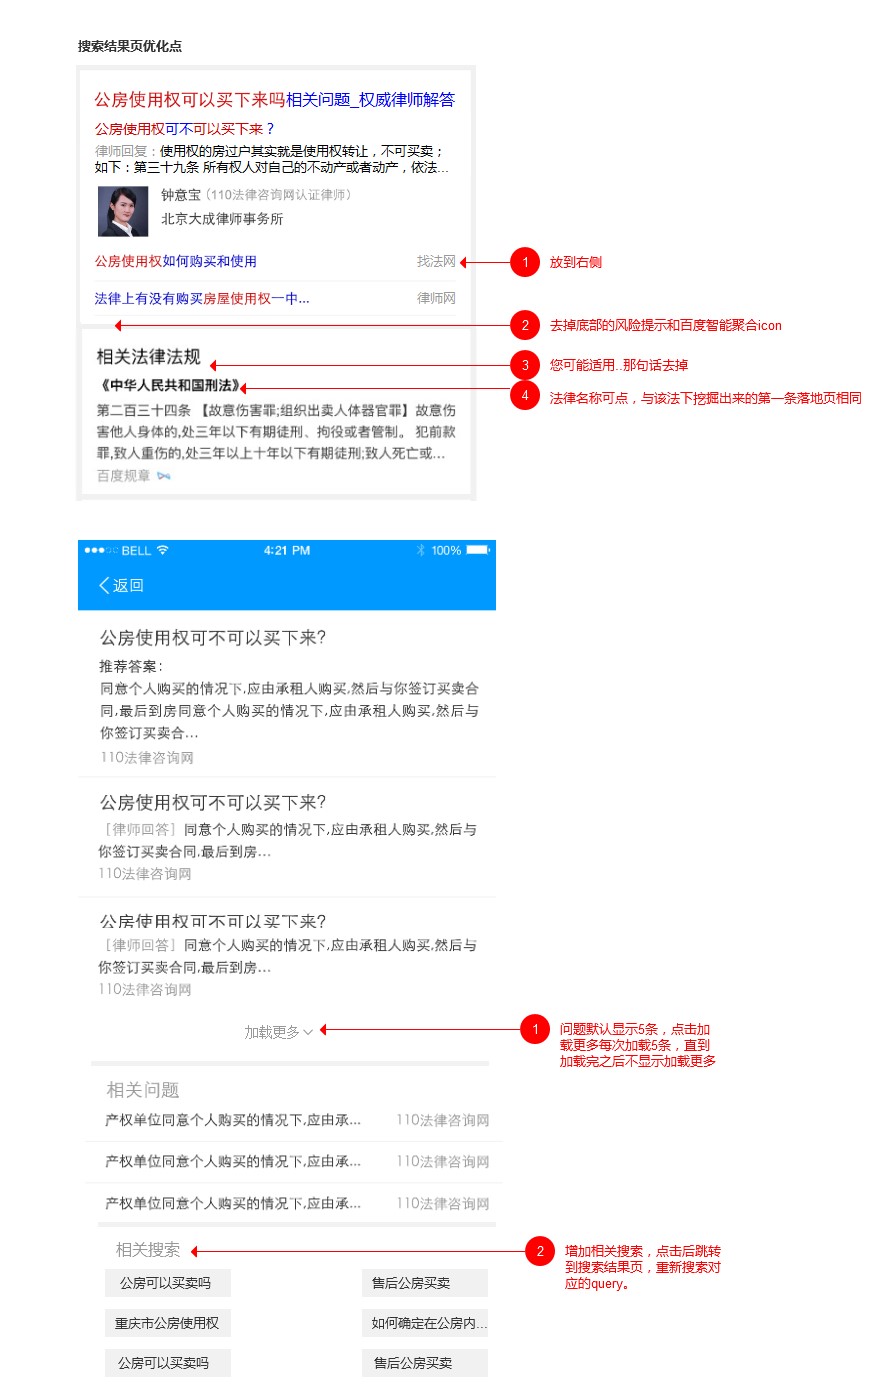 搜索结果页优化点
公房使用权可以买下来吗相关问题_权威律师解答
公房使用权可不可以买下来？
律师回复：使用权的房过户其实就是使用权转让，不可买卖；
如下：第三十九条 所有权人对自己的不动产或者动产，依法...
钟意宝（110法律咨询网认证律师）
北京大成律师事务所
公房使用权如何购买和使用 找法网
1 放到右侧
法律上有没有购买房屋使用权一中... 律师网
2 去掉底部的风险提示和百度智能聚合icon
相关法律法规
3 您可能适用..那句话去掉
《中华人民共和国刑法》
4 法律名称可点，与该法下挖掘出来的第一条落地页相同
第二百三十四条 【故意伤害罪;组织出卖人体器官罪】故意伤
害他人身体的,处三年以下有期徒刑、拘役或者管制。 犯前款
罪,致人重伤的,处三年以上十年以下有期徒刑;致人死亡或...
百度规章
BELL 4:21 PM 100%
返回
公房使用权可不可以买下来?
推荐答案：
同意个人购买的情况下,应由承租人购买,然后与你签订买卖合
同,最后到房同意个人购买的情况下,应由承租人购买,然后与
你签订买卖合...
110法律咨询网
公房使用权可不可以买下来?
［律师回答］同意个人购买的情况下,应由承租人购买,然后与
你签订买卖合同,最后到房...
110法律咨询网
公房使用权可不可以买下来?
［律师回答］同意个人购买的情况下,应由承租人购买,然后与
你签订买卖合同,最后到房...
110法律咨询网
加载更多
1 问题默认显示5条，点击加
载更多每次加载5条，直到
加载完之后不显示加载更多
相关问题
产权单位同意个人购买的情况下,应由承... 110法律咨询网
产权单位同意个人购买的情况下,应由承... 110法律咨询网
产权单位同意个人购买的情况下,应由承... 110法律咨询网
相关搜索
2 增加相关搜索，点击后跳转
到搜索结果页，重新搜索对
应的query。
公房可以买卖吗 售后公房买卖
重庆市公房使用权 如何确定在公房内...
公房可以买卖吗 售后公房买卖